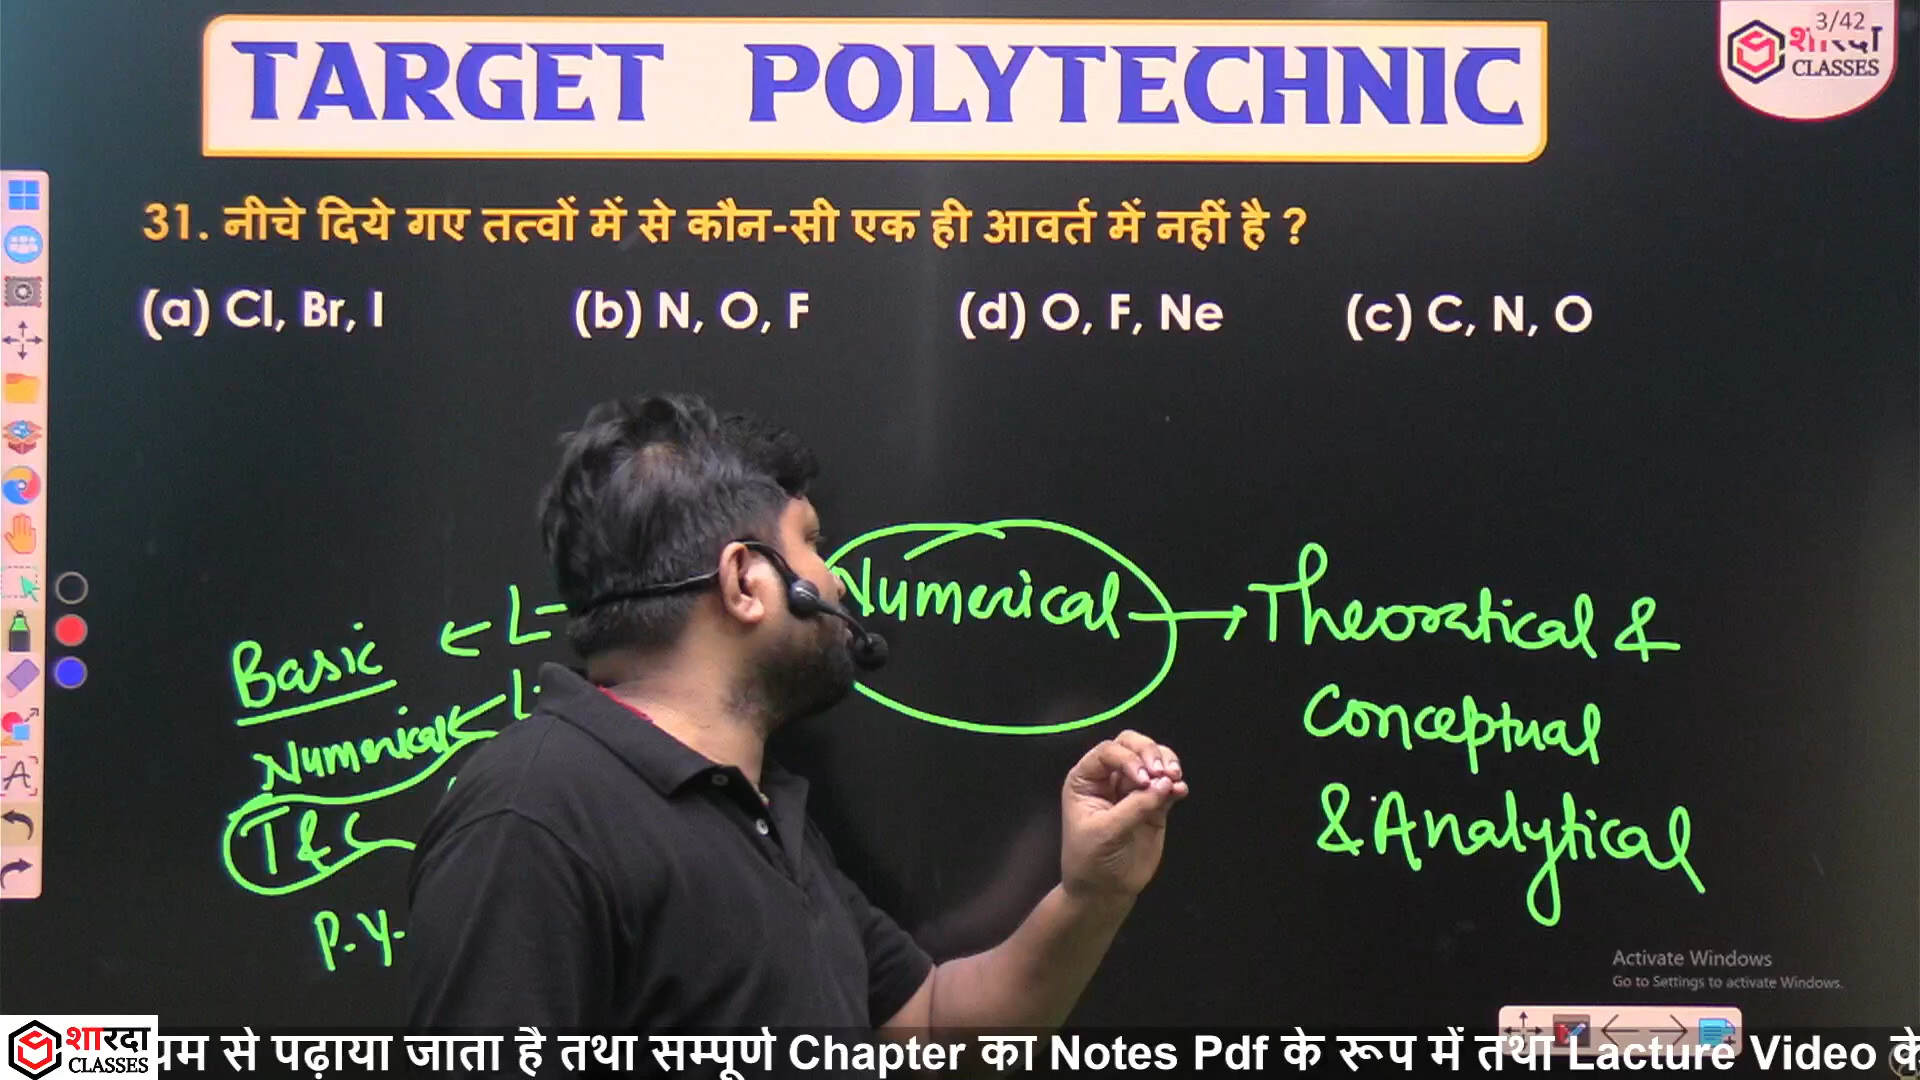 TARGET POLYTECHNIC
3/42
CLASSES
31. नीचे दिये गए तत्वों में से कौन-सी एक ही आवर्त में नहीं है ?
(a) Cl, Br, I (b) N, O, F (d) O, F, Ne (c) C, N, O
Basic ← L-
Numerical ←
T & C
P.Y.
Numerical → Theoratical &
Conceptual
& Analytical
Activate Windows
Go to Settings to activate Windows.
शारदा
CLASSES
से पढ़ाया जाता है तथा सम्पूर्ण Chapter का Notes Pdf के रूप में तथा Lacture Video के